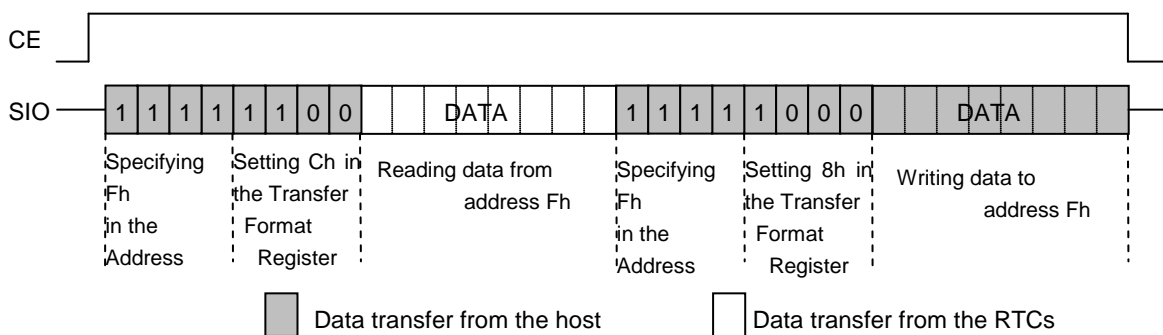 CE
SIO 1 1 1 1 1 1 0 0 DATA 1 1 1 1 1 0 0 0 DATA
Specifying
Fh
in the
Address
Setting Ch in
the Transfer
Format
Register
Reading data from
address Fh
Specifying
Fh
in the
Address
Setting 8h in
the Transfer
Format
Register
Writing data to
address Fh
Data transfer from the host
Data transfer from the RTCs